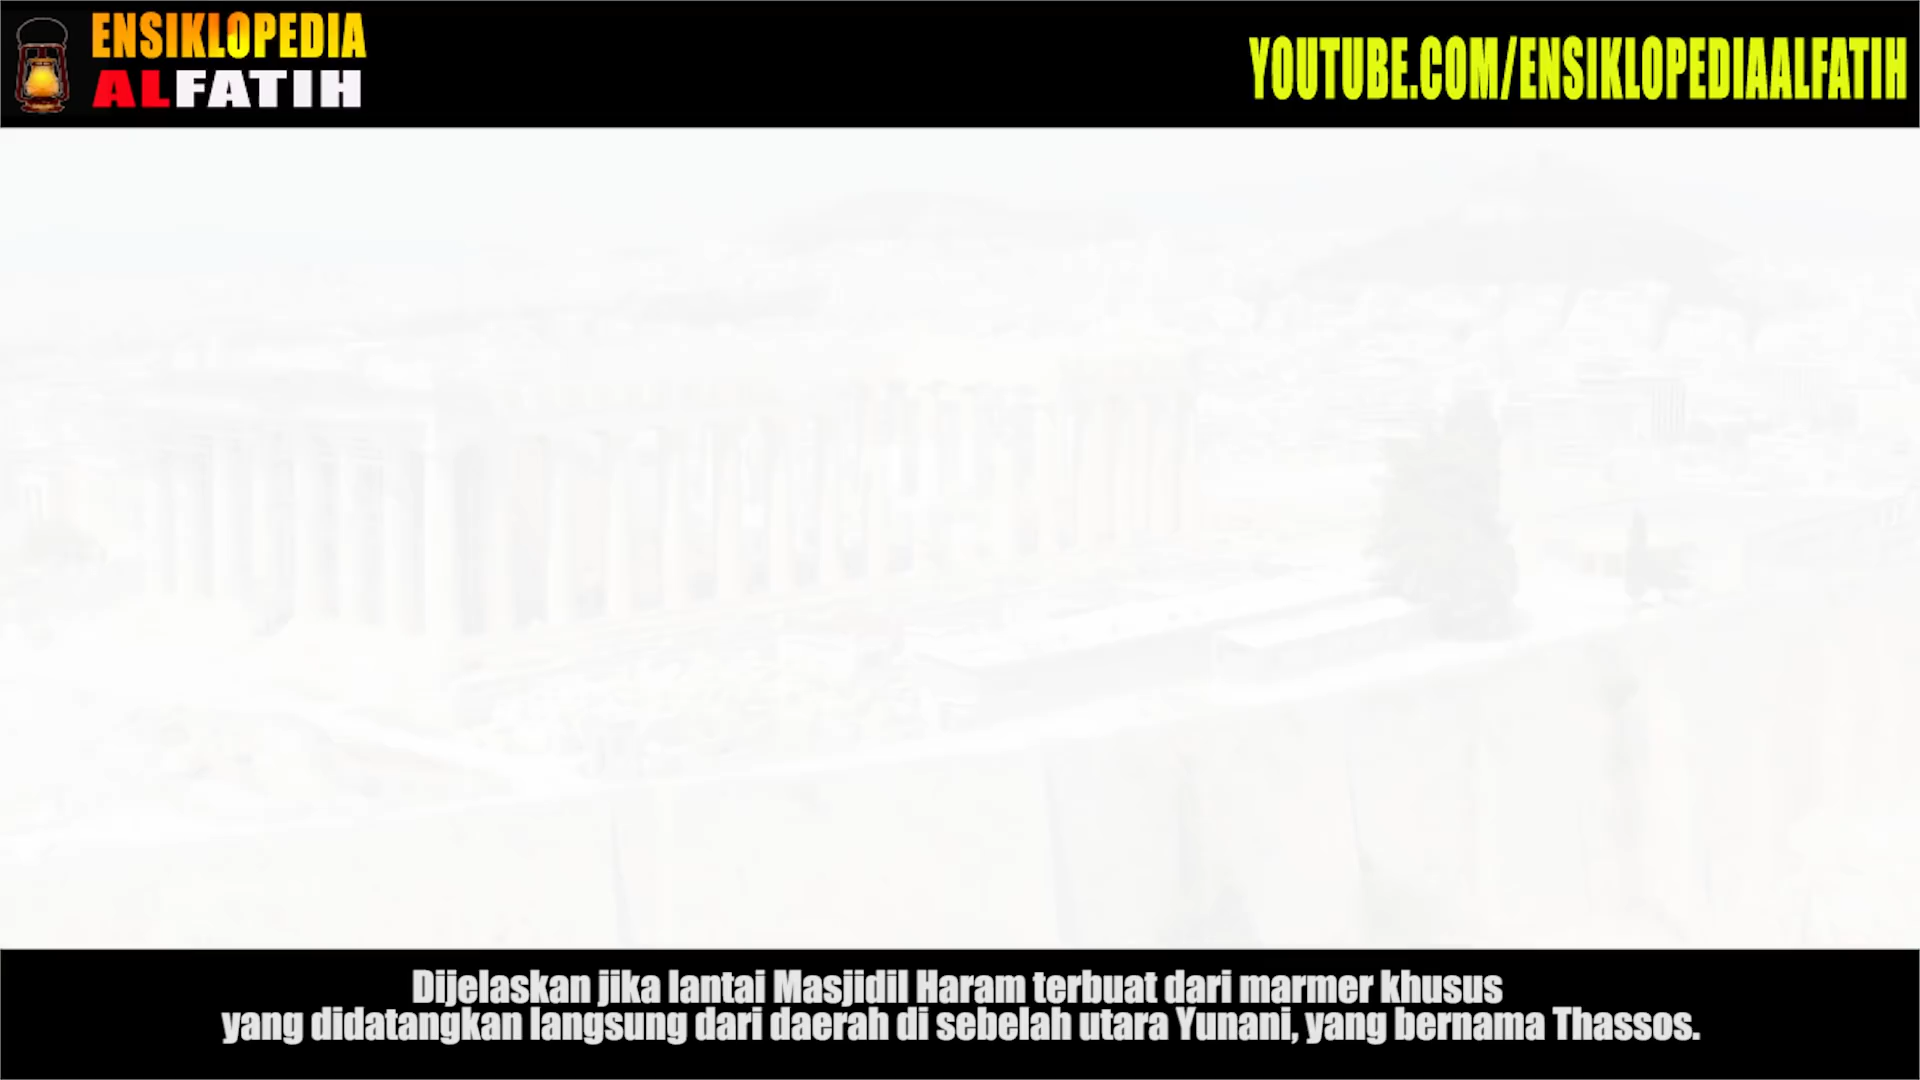 ENSIKLOPEDIA
ALFATIH
YOUTUBE.COM/ENSIKLOPEDIAALFATIH
Dijelaskan jika lantai Masjidil Haram terbuat dari marmer khusus
yang didatangkan langsung dari daerah di sebelah utara Yunani, yang bernama Thassos.